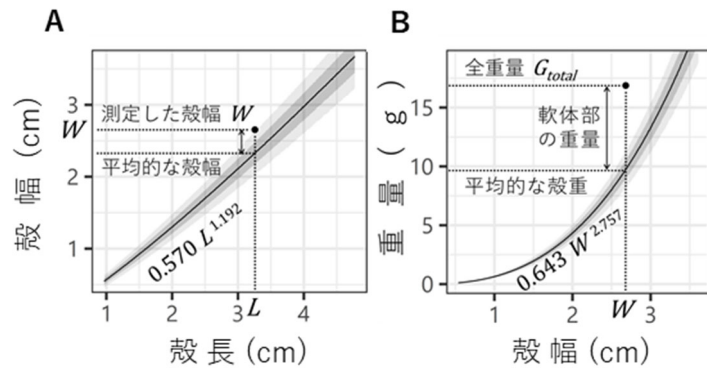 A
殻 幅 (cm)
W
3
2
1
測定した殻幅 W
平均的な殻幅
0.570 L^1.192
1
2
3
L
4
殻 長 (cm)
B
重 量 ( g )
15
10
5
0
全重量 G_total
軟体部
の重量
平均的な殻重
0.643 W^2.757
1
2
W
3
殻 幅 (cm)